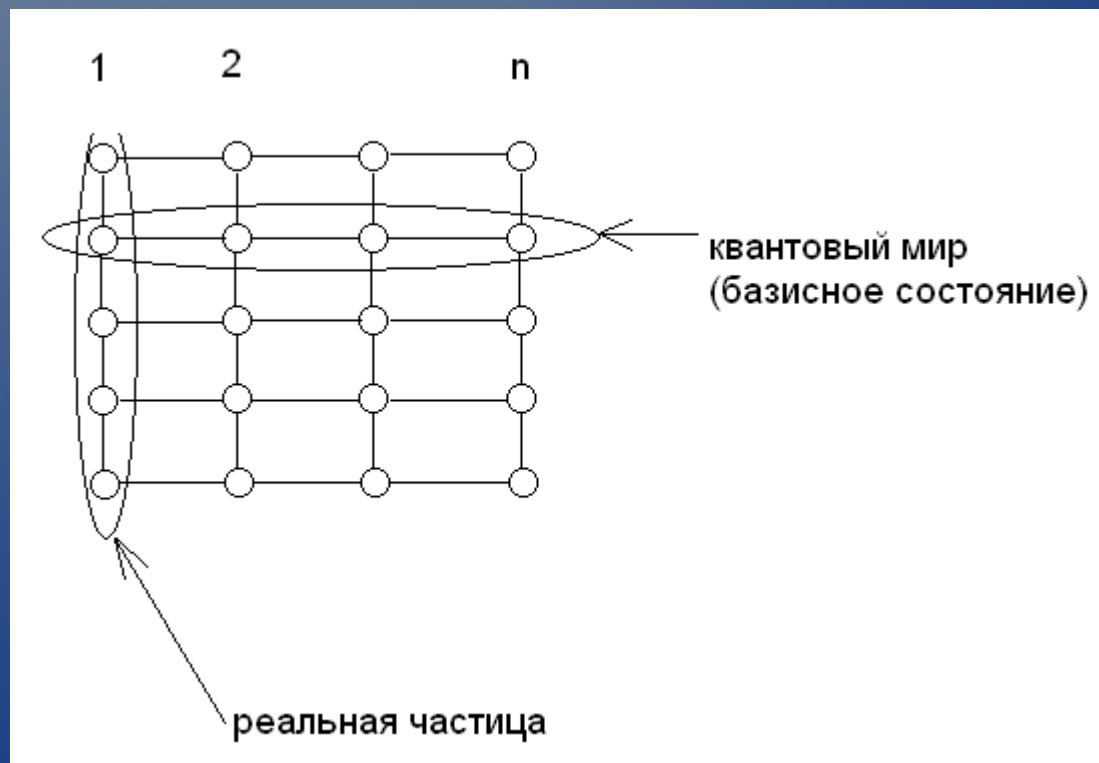 1 2 n
квантовый мир
(базисное состояние)
реальная частица